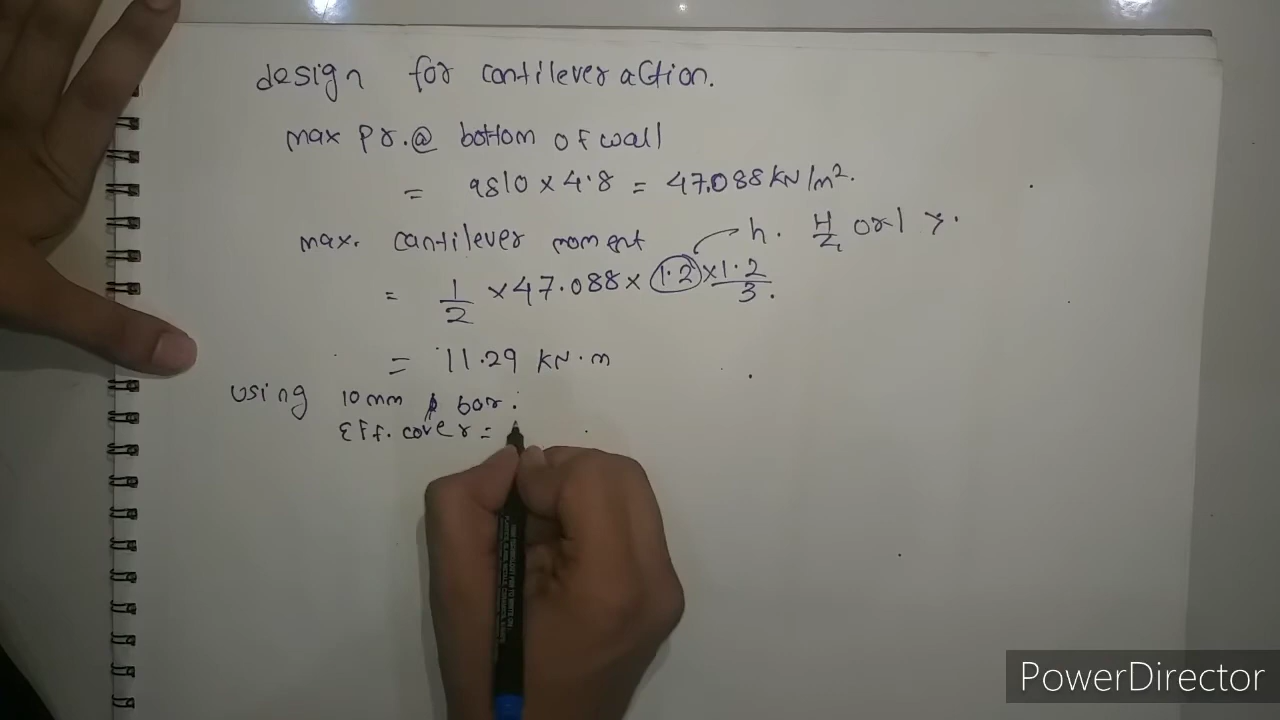 design for cantilever action.
max pr.@ bottom of wall
= 9810 x 4.8 = 47.088 KN/m².
max. cantilever moment
h. H/4 or 1 >.
= 1/2 x 47.088 x 1.2 x 1.2/3.
= 11.29 KN.m
using 10mm ϕ bar.
Eff. cover =
PowerDirector